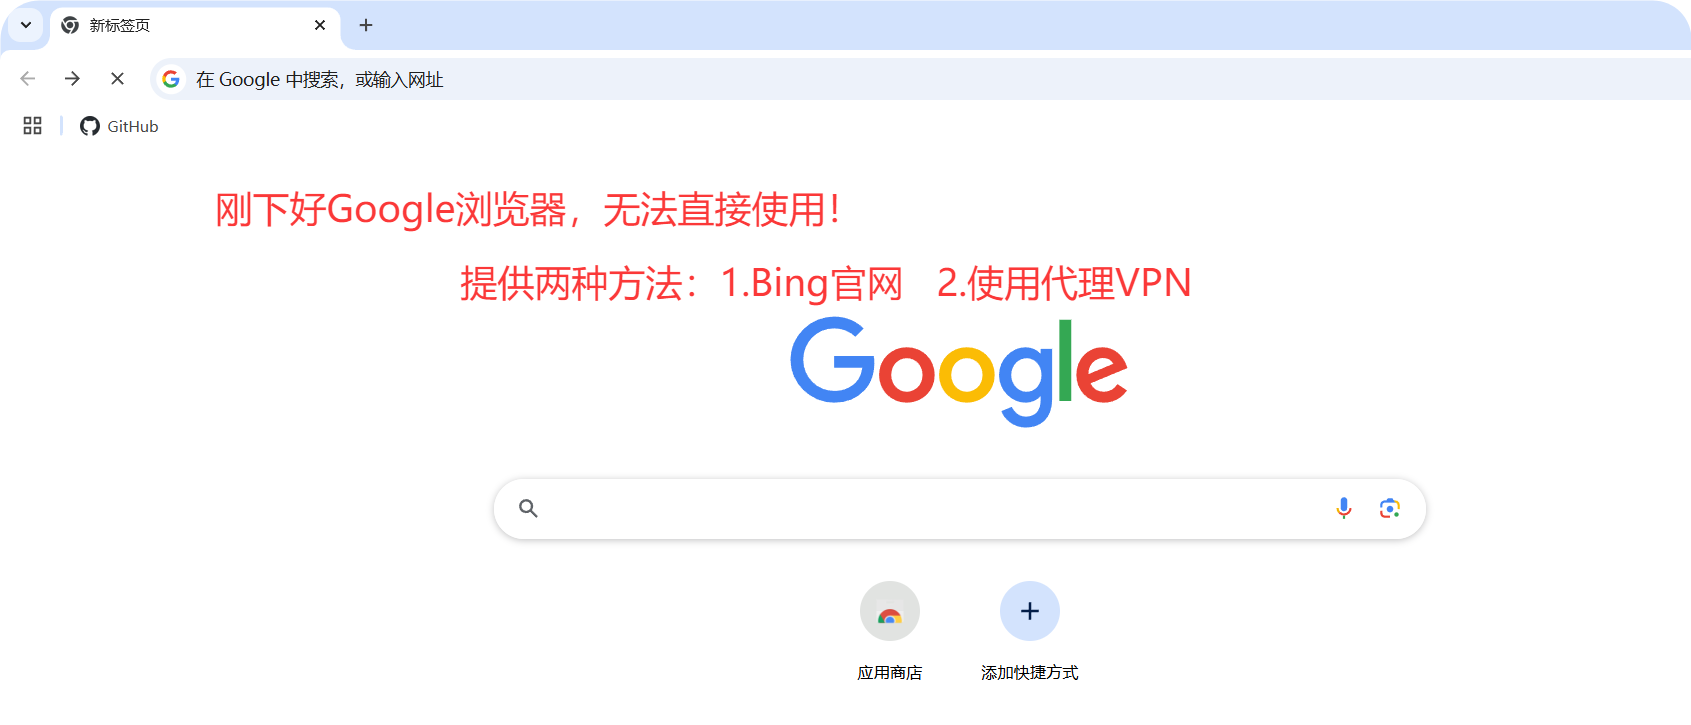 新标签页
在 Google 中搜索，或输入网址
GitHub
刚下好Google浏览器，无法直接使用！
提供两种方法：1.Bing官网 2.使用代理VPN
Google
应用商店
添加快捷方式